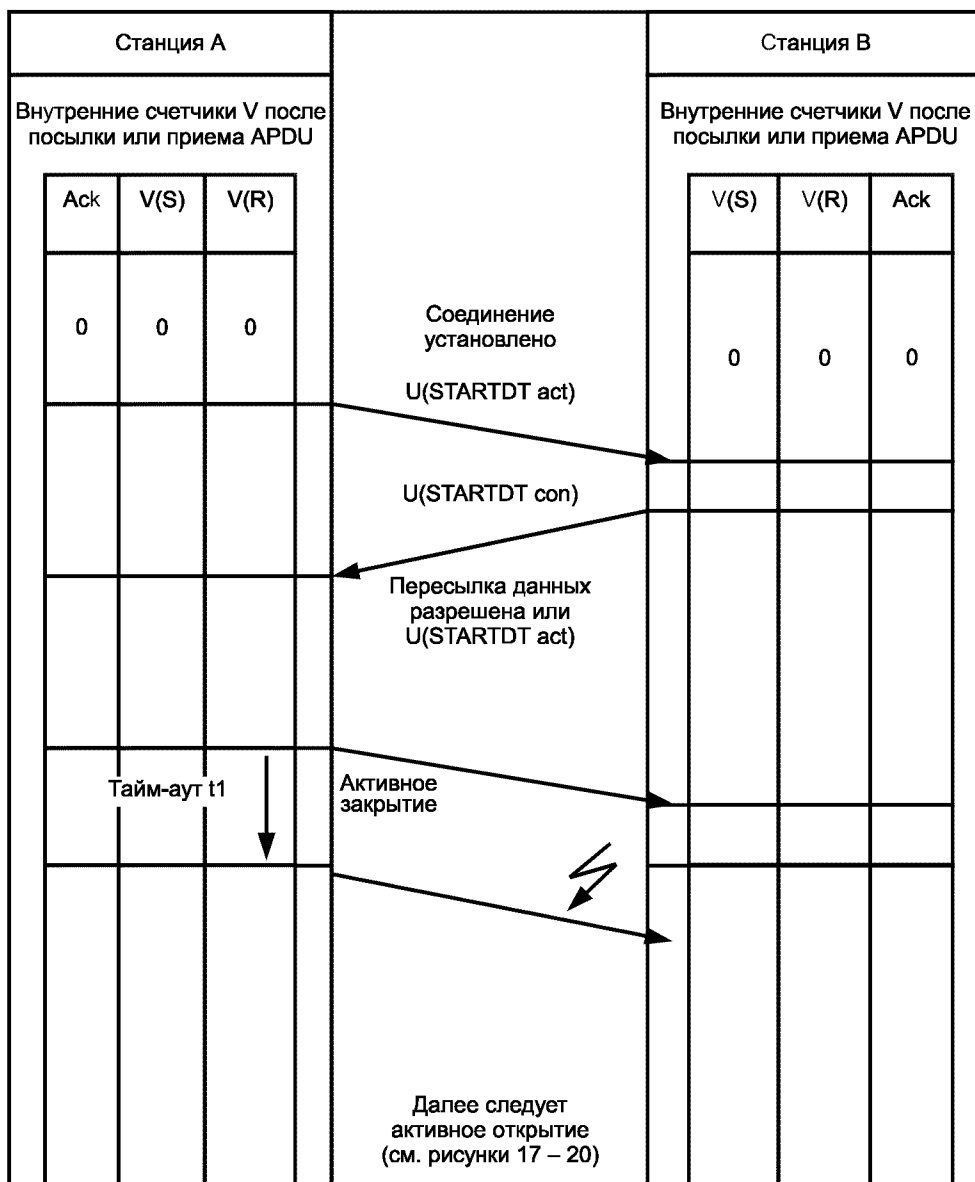 Станция А
Станция В
Внутренние счетчики V после
посылки или приема APDU
Внутренние счетчики V после
посылки или приема APDU
Ack V(S) V(R)
V(S) V(R) Ack
0 0 0
Соединение
установлено
0 0 0
U(STARTDT act)
U(STARTDT con)
Пересылка данных
разрешена или
U(STARTDT act)
Тайм-аут t1
Активное
закрытие
Далее следует
активное открытие
(см. рисунки 17 – 20)